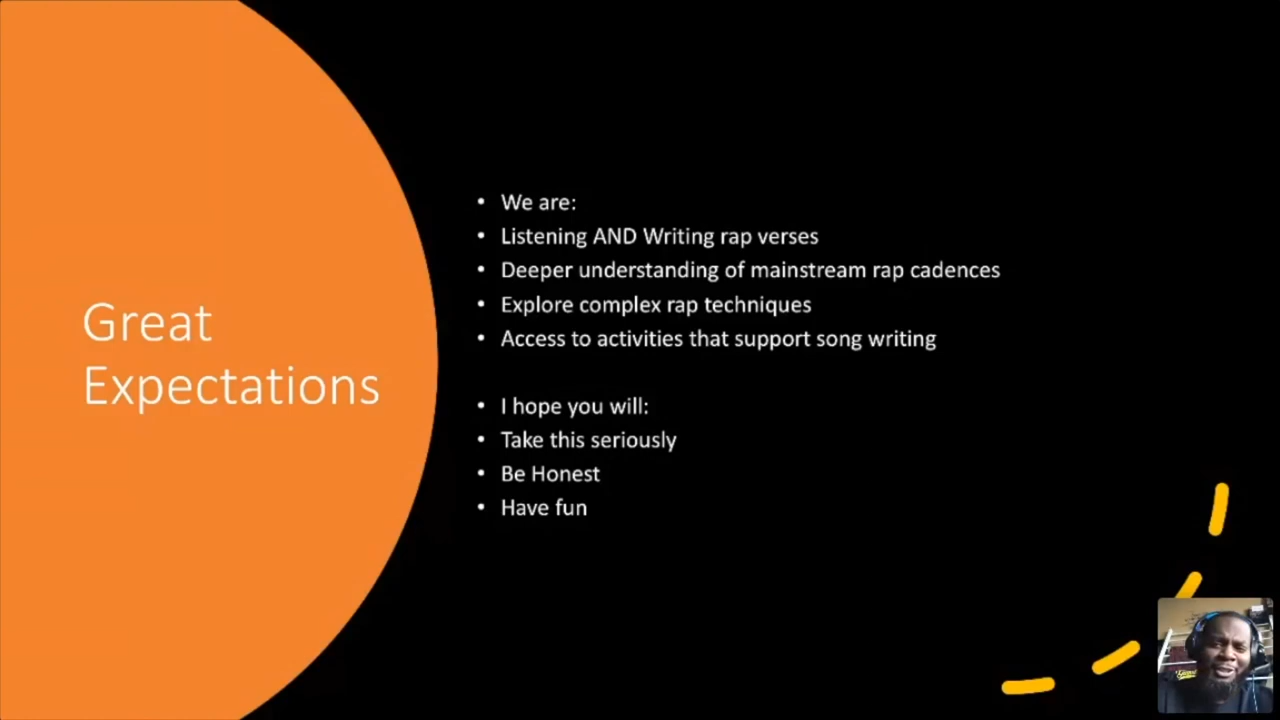 Great
Expectations
• We are:
• Listening AND Writing rap verses
• Deeper understanding of mainstream rap cadences
• Explore complex rap techniques
• Access to activities that support song writing
• I hope you will:
• Take this seriously
• Be Honest
• Have fun